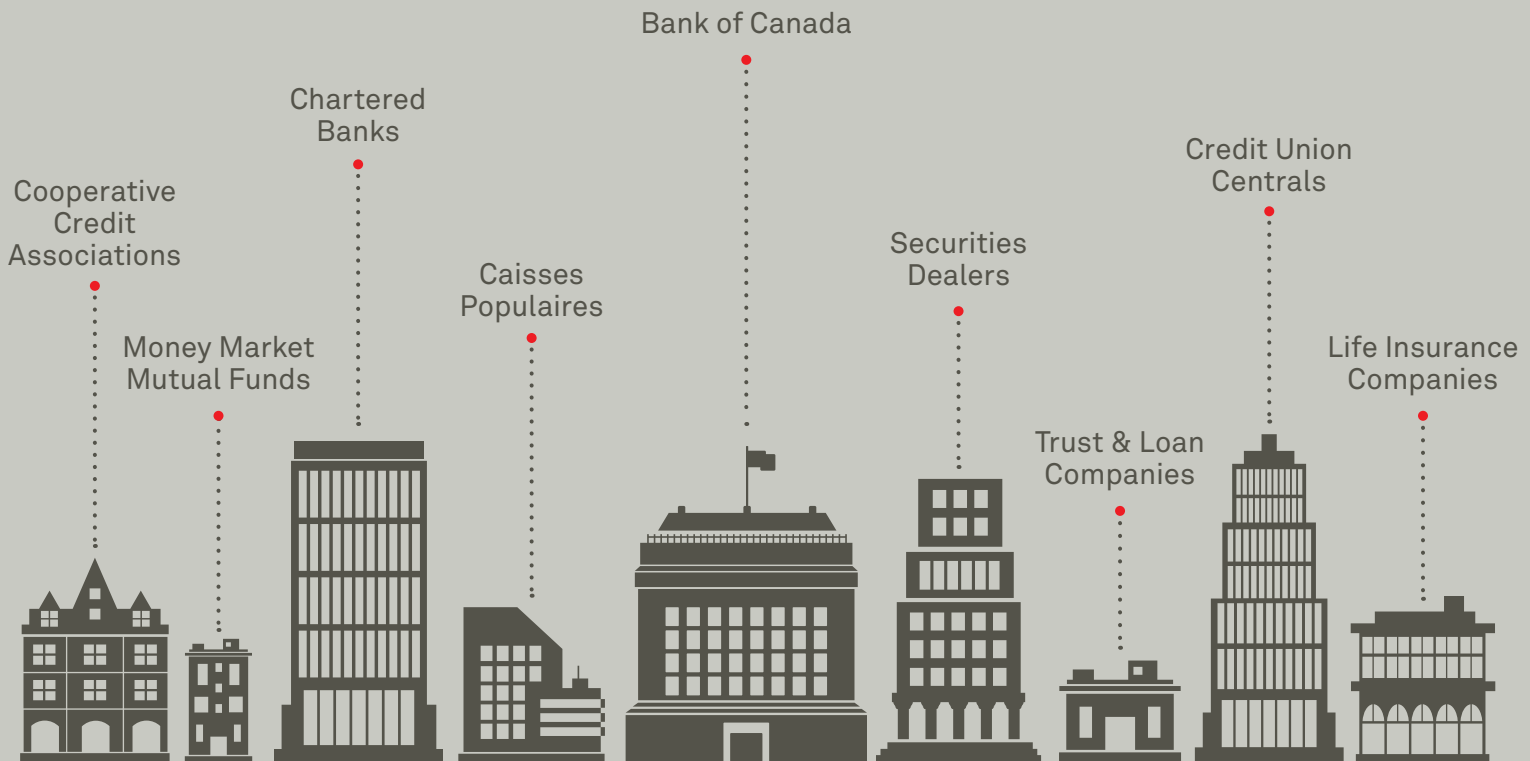 Bank of Canada
Chartered
Banks
Cooperative
Credit
Associations
Money Market
Mutual Funds
Caisses
Populaires
Securities
Dealers
Trust & Loan
Companies
Credit Union
Centrals
Life Insurance
Companies